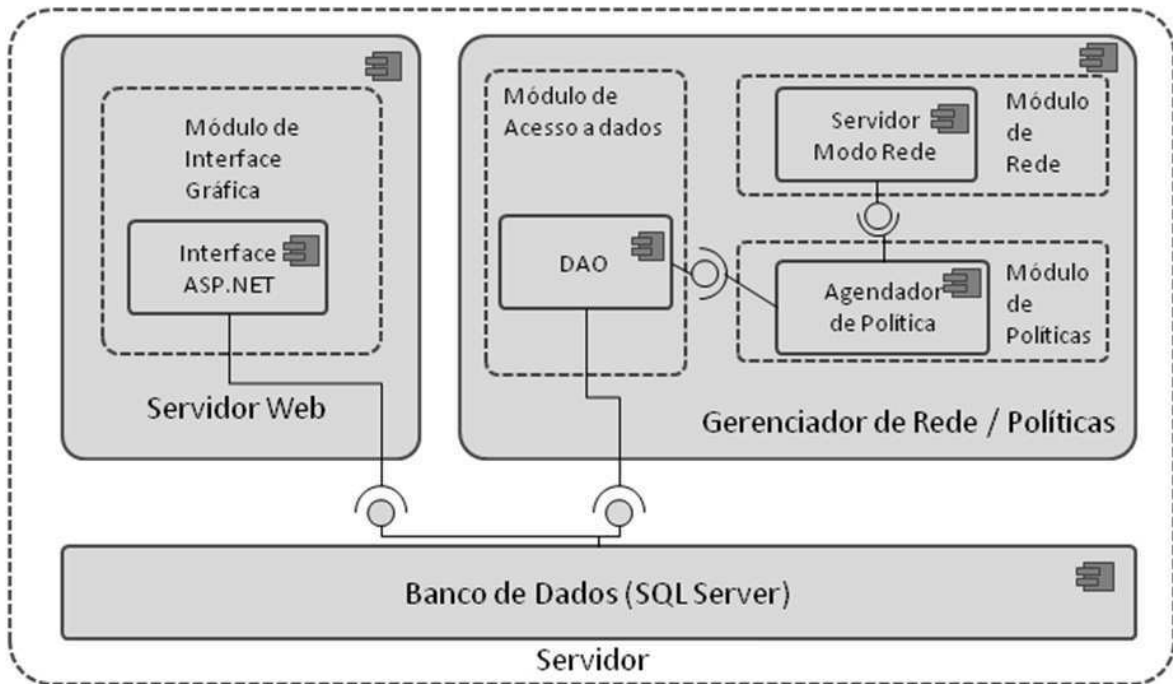 Módulo de
Interface
Gráfica
Interface
ASP.NET
Servidor Web
Módulo de
Acesso a dados
DAO
Servidor
Modo Rede
Módulo
de
Rede
Agendador
de Política
Módulo
de
Políticas
Gerenciador de Rede / Políticas
Banco de Dados (SQL Server)
Servidor